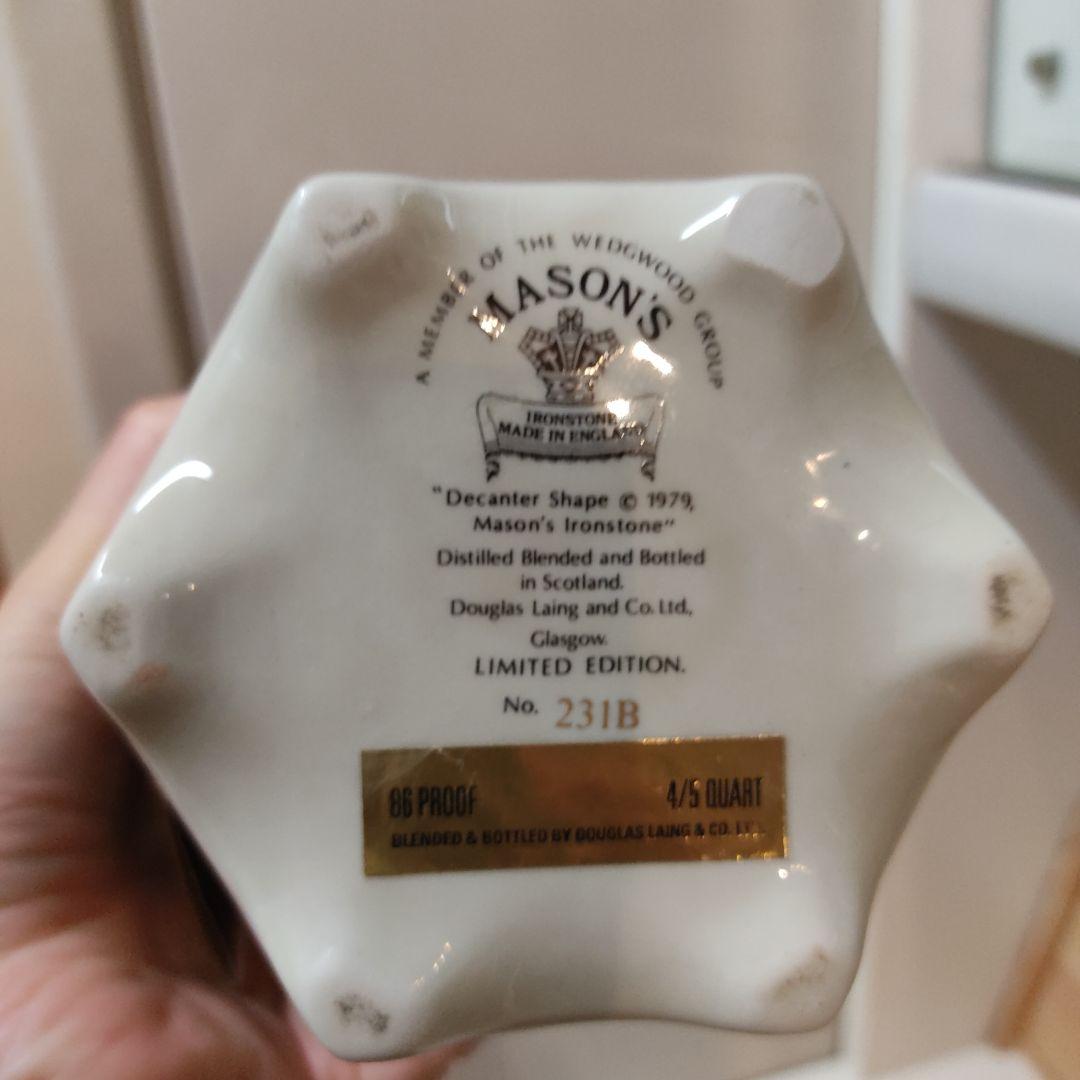 A MEMBER OF THE WEDGWOOD GROUP
MASON'S
IRONSTONE
MADE IN ENGLAND
"Decanter Shape © 1979,
Mason's Ironstone"
Distilled Blended and Bottled
in Scotland.
Douglas Laing and Co. Ltd.,
Glasgow.
LIMITED EDITION.
No. 231B
86 PROOF 4/5 QUART
BLENDED & BOTTLED BY DOUGLAS LAING & CO. LTD.